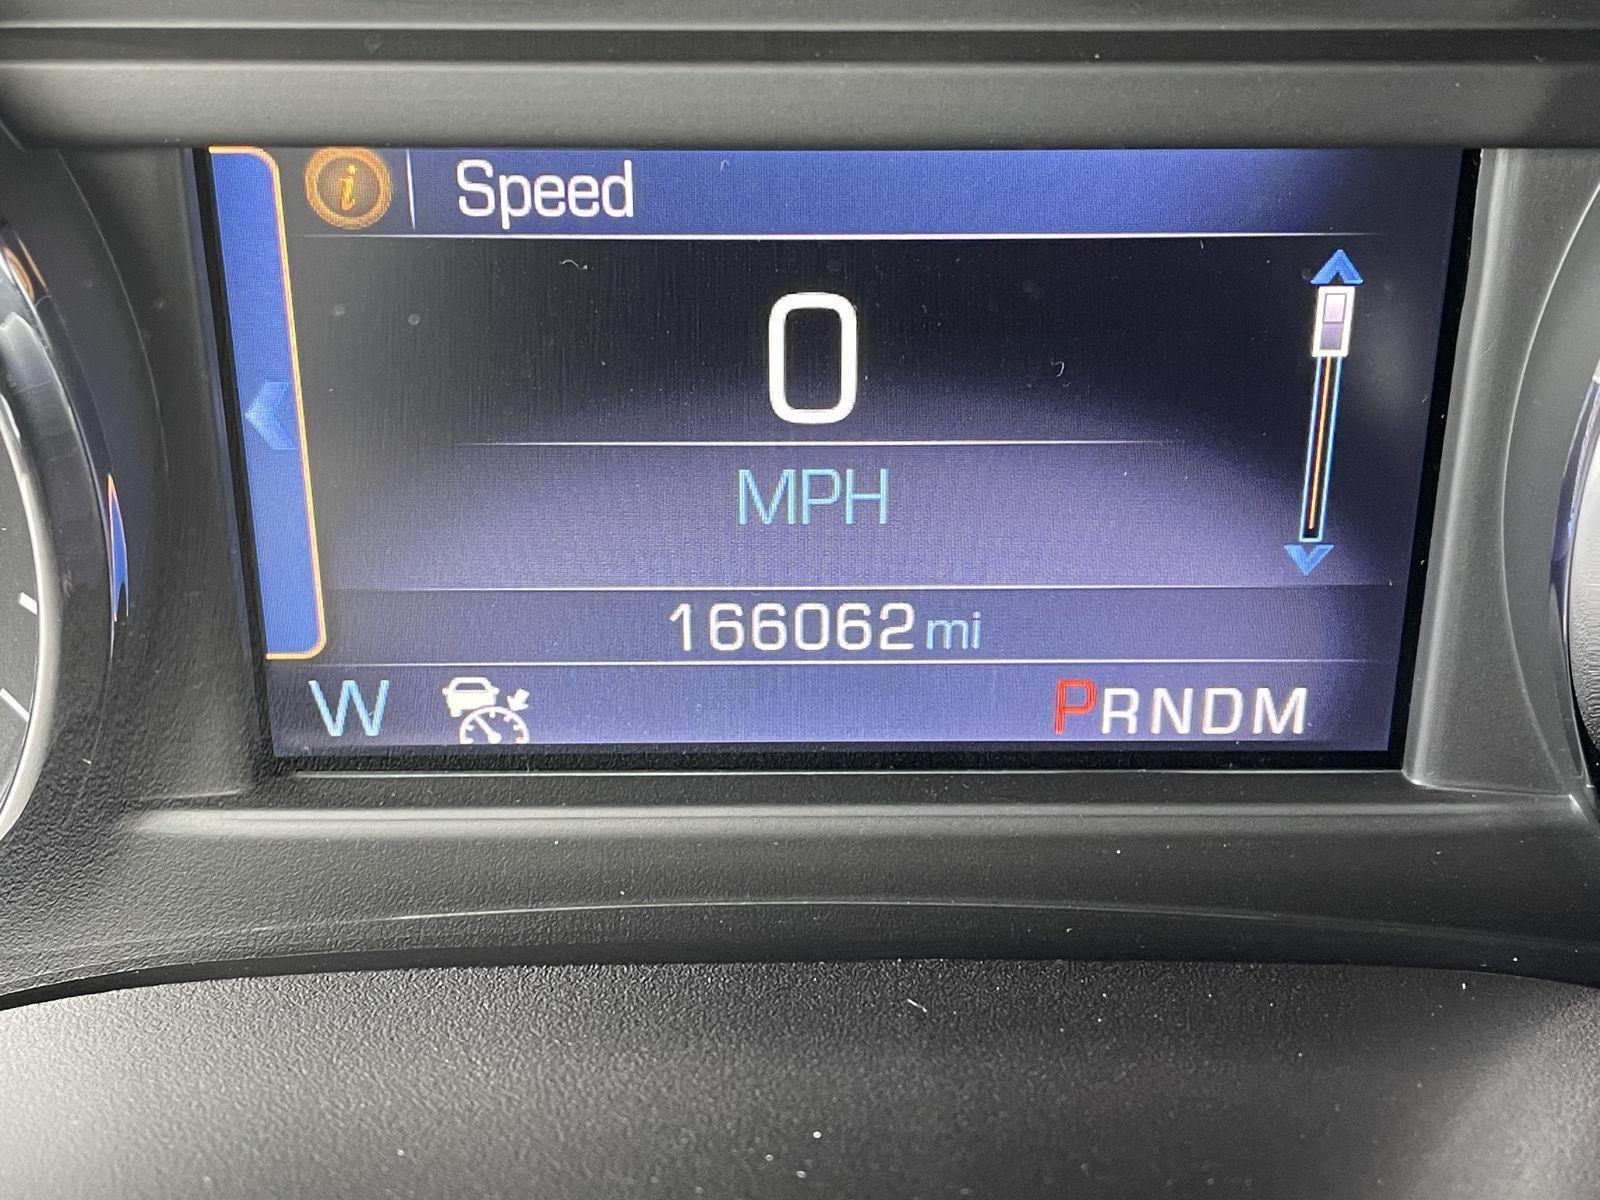 i Speed
0
MPH
166062 mi
W PRNDM